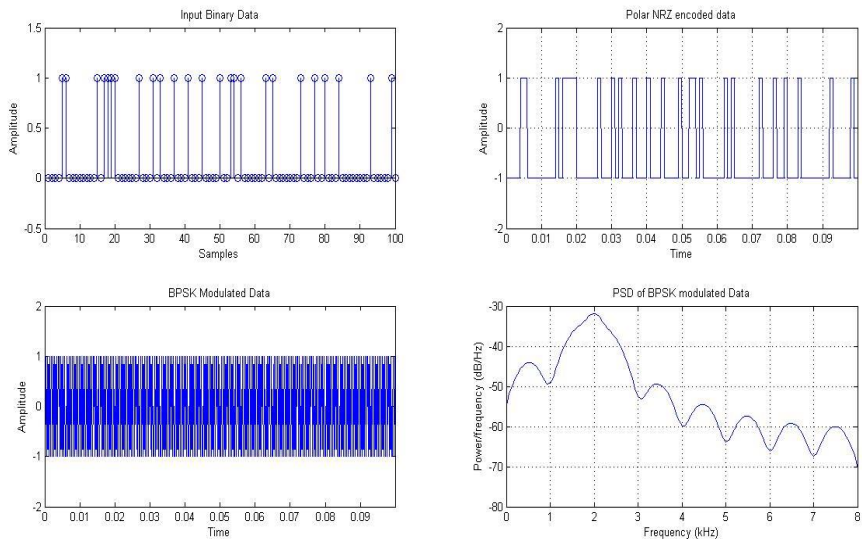 Input Binary Data
1.5
1
0.5
0
-0.5
Amplitude
0 10 20 30 40 50 60 70 80 90 100
Samples
Polar NRZ encoded data
2
1
0
-1
-2
Amplitude
0 0.01 0.02 0.03 0.04 0.05 0.06 0.07 0.08 0.09
Time
BPSK Modulated Data
2
1
0
-1
-2
Amplitude
0 0.01 0.02 0.03 0.04 0.05 0.06 0.07 0.08 0.09
Time
PSD of BPSK modulated Data
-30
-40
-50
-60
-70
-80
Power/frequency (dB/Hz)
0 1 2 3 4 5 6 7 8
Frequency (kHz)